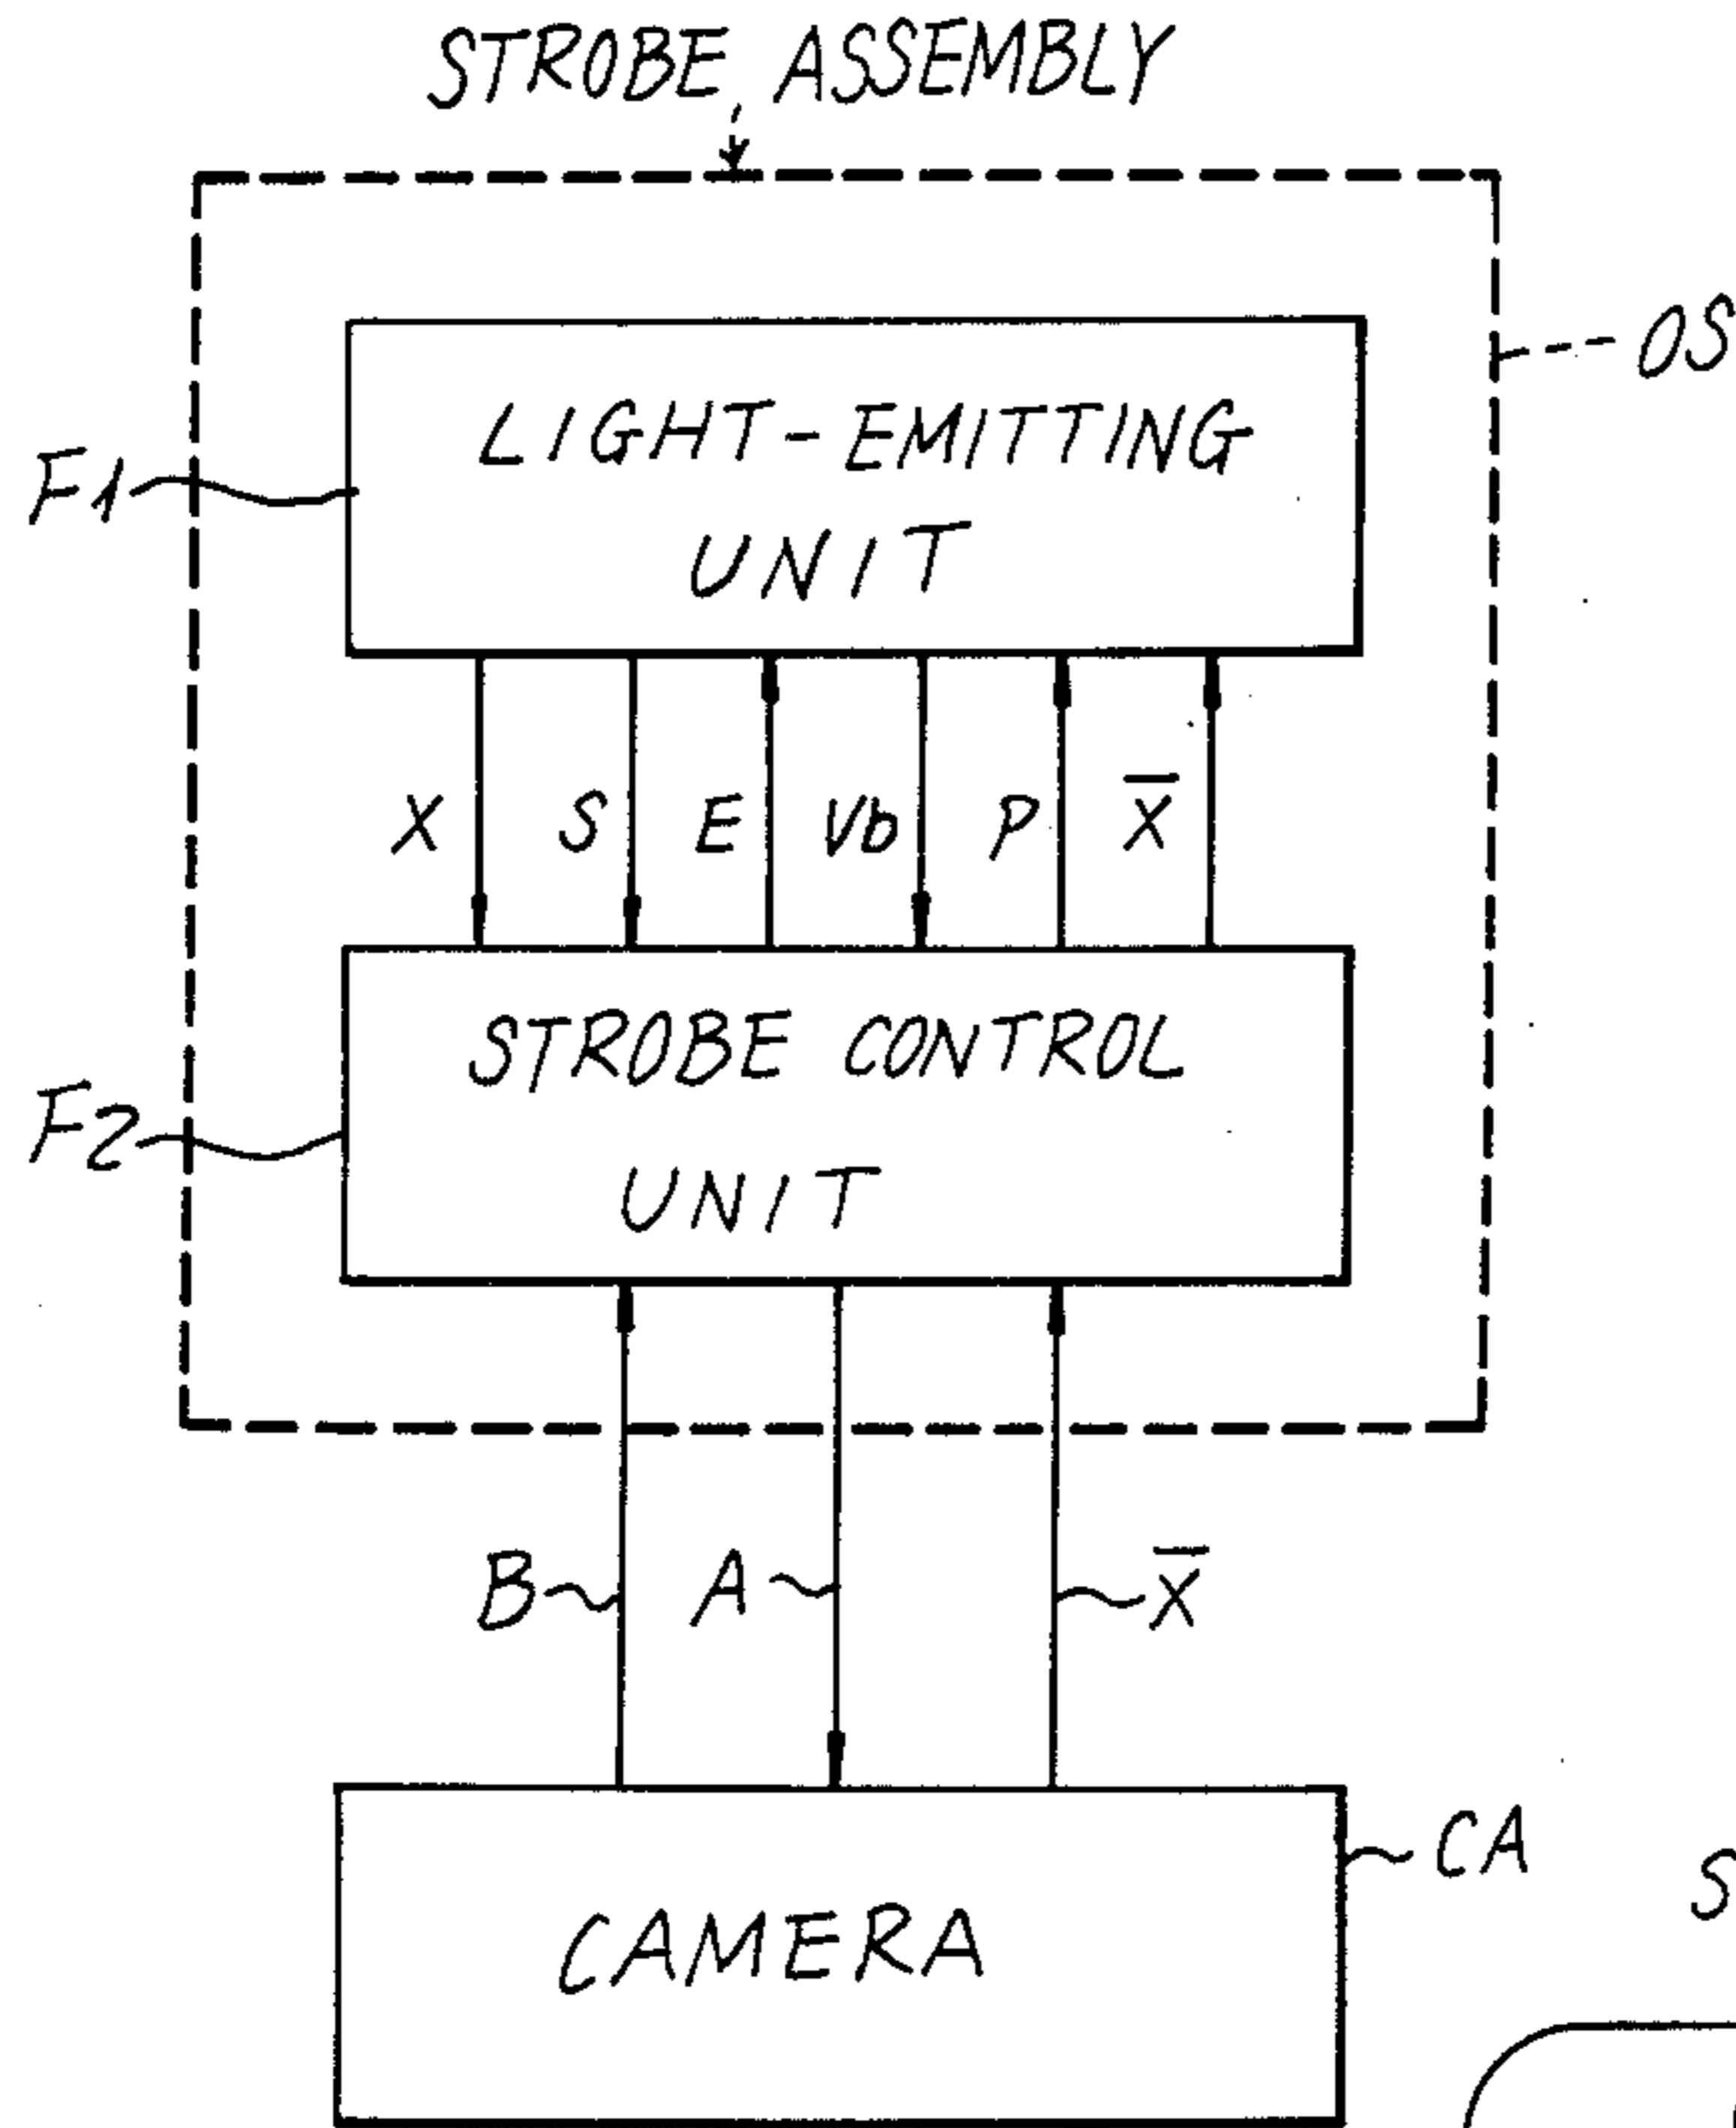 STROBE ASSEMBLY
OS
LIGHT-EMITTING
UNIT
F1
X S E Vb P X̅
STROBE CONTROL
UNIT
F2
B A X̅
CA
CAMERA
S